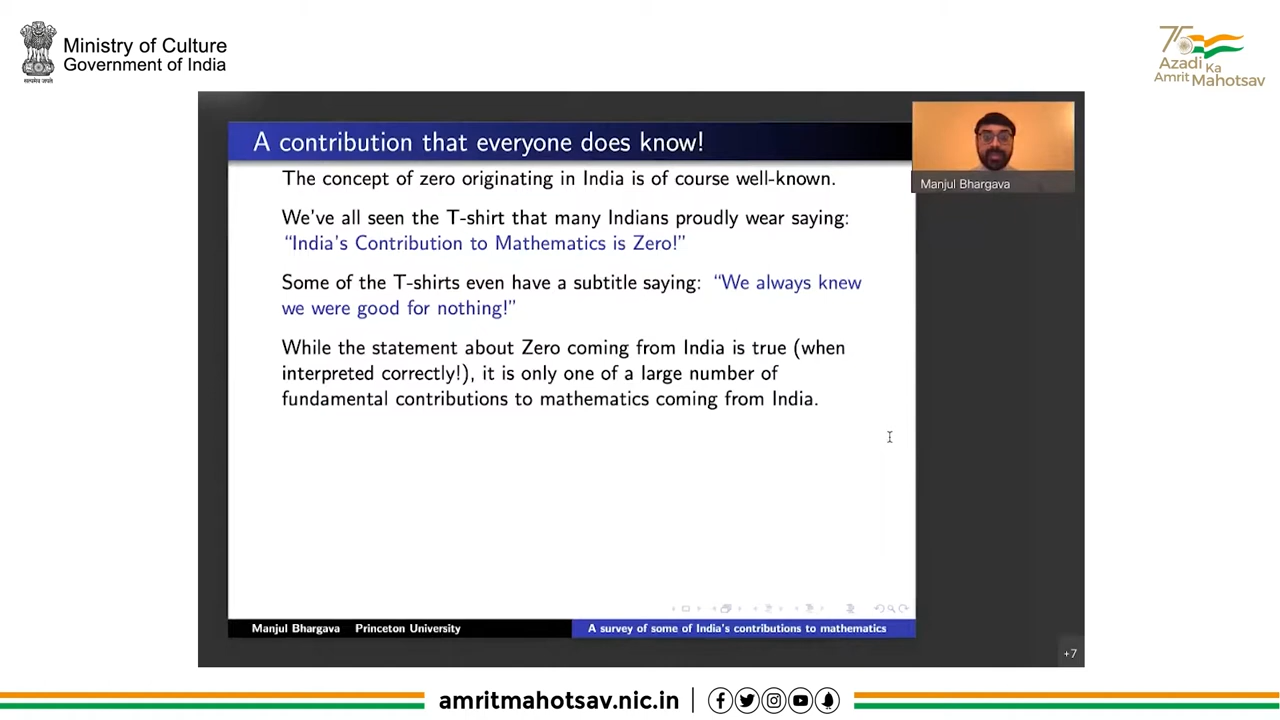 Ministry of Culture
Government of India
सत्यमेव जयते
75
Azadi Ka
Amrit Mahotsav
A contribution that everyone does know!
Manjul Bhargava
The concept of zero originating in India is of course well-known.
We've all seen the T-shirt that many Indians proudly wear saying:
“India's Contribution to Mathematics is Zero!”
Some of the T-shirts even have a subtitle saying: “We always knew
we were good for nothing!”
While the statement about Zero coming from India is true (when
interpreted correctly!), it is only one of a large number of
fundamental contributions to mathematics coming from India.
Manjul Bhargava Princeton University
A survey of some of India's contributions to mathematics
+7
amritmahotsav.nic.in